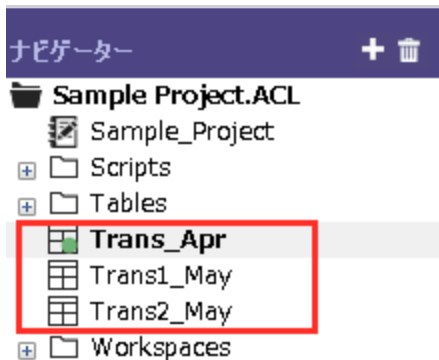 ナビゲーター
Sample Project.ACL
Sample_Project
Scripts
Tables
Trans_Apr
Trans1_May
Trans2_May
Workspaces